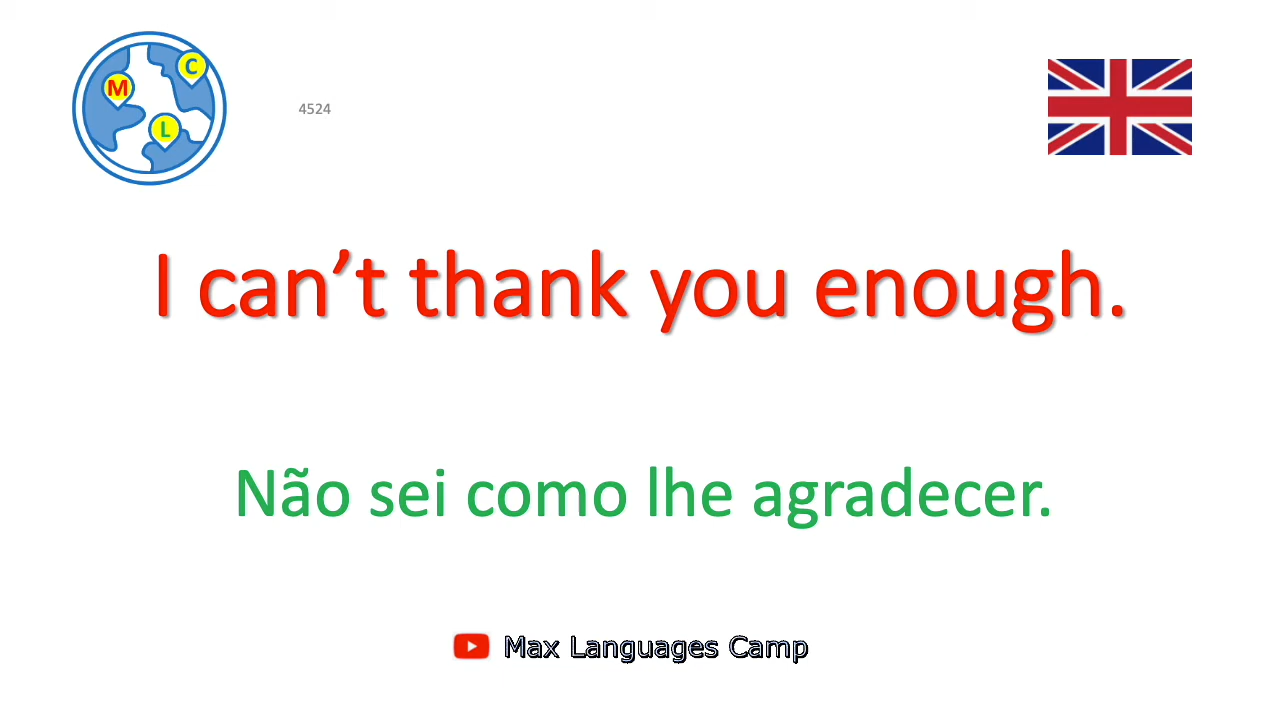 M
C
L
4524
I can’t thank you enough.
Não sei como lhe agradecer.
Max Languages Camp